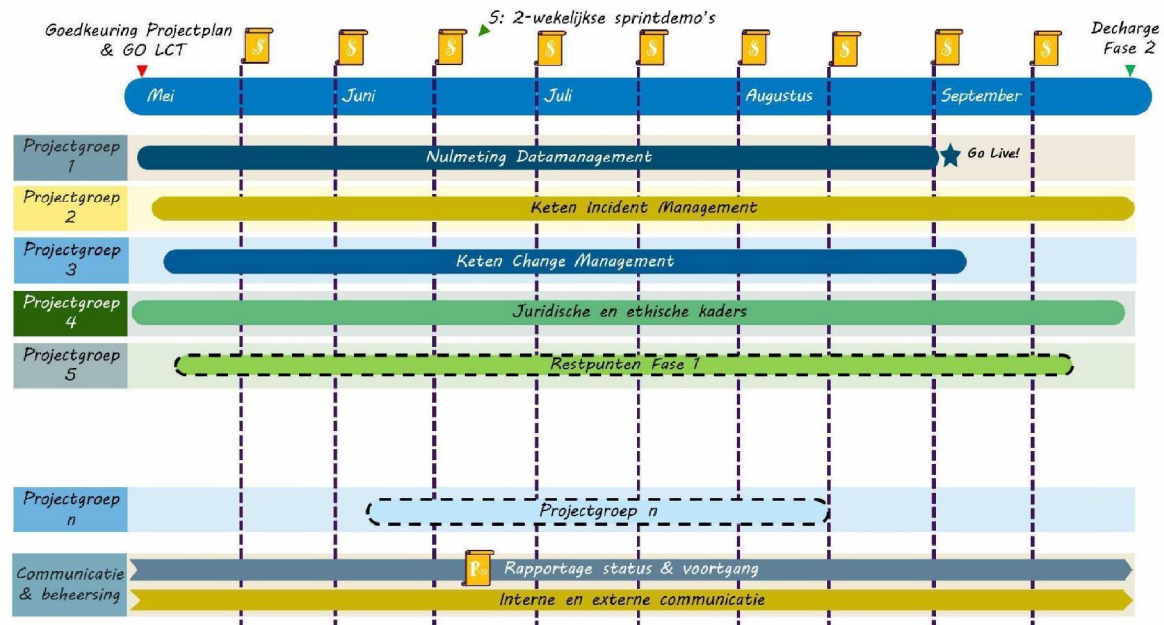 S: 2-wekelijkse sprintdemo's
Goedkeuring Projectplan
& GO LCT
Decharge
Fase 2
S
S
S
S
S
S
S
S
S
Mei
Juni
Juli
Augustus
September
Projectgroep
1
Nulmeting Datamanagement
Go Live!
Projectgroep
2
Keten Incident Management
Projectgroep
3
Keten Change Management
Projectgroep
4
Juridische en ethische kaders
Projectgroep
5
Restpunten Fase 1
Projectgroep
n
Projectgroep n
Communicatie
& beheersing
R
Rapportage status & voortgang
Interne en externe communicatie